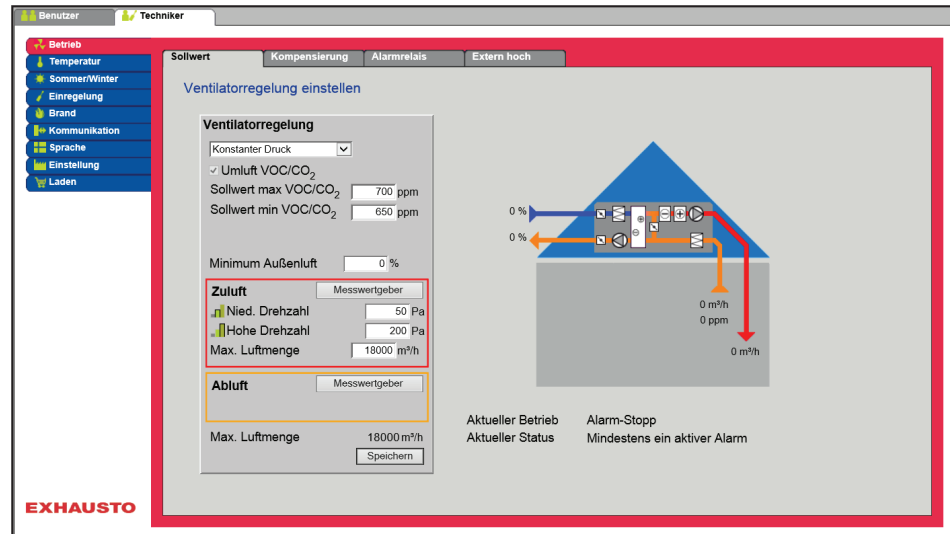 Benutzer
Techniker
Betrieb
Temperatur
Sommer/Winter
Einregelung
Brand
Kommunikation
Sprache
Einstellung
Laden
EXHAUSTO
Sollwert
Kompensierung
Alarmrelais
Extern hoch
Ventilatorregelung einstellen
Ventilatorregelung
Konstanter Druck
Umluft VOC/CO2
Sollwert max VOC/CO2 700 ppm
Sollwert min VOC/CO2 650 ppm
Minimum Außenluft 0 %
Zuluft Messwertgeber
Nied. Drehzahl 50 Pa
Hohe Drehzahl 200 Pa
Max. Luftmenge 18000 m³/h
Abluft Messwertgeber
Max. Luftmenge 18000 m³/h
Speichern
0 %
0 %
0 m³/h
0 ppm
0 m³/h
Aktueller Betrieb Alarm-Stopp
Aktueller Status Mindestens ein aktiver Alarm